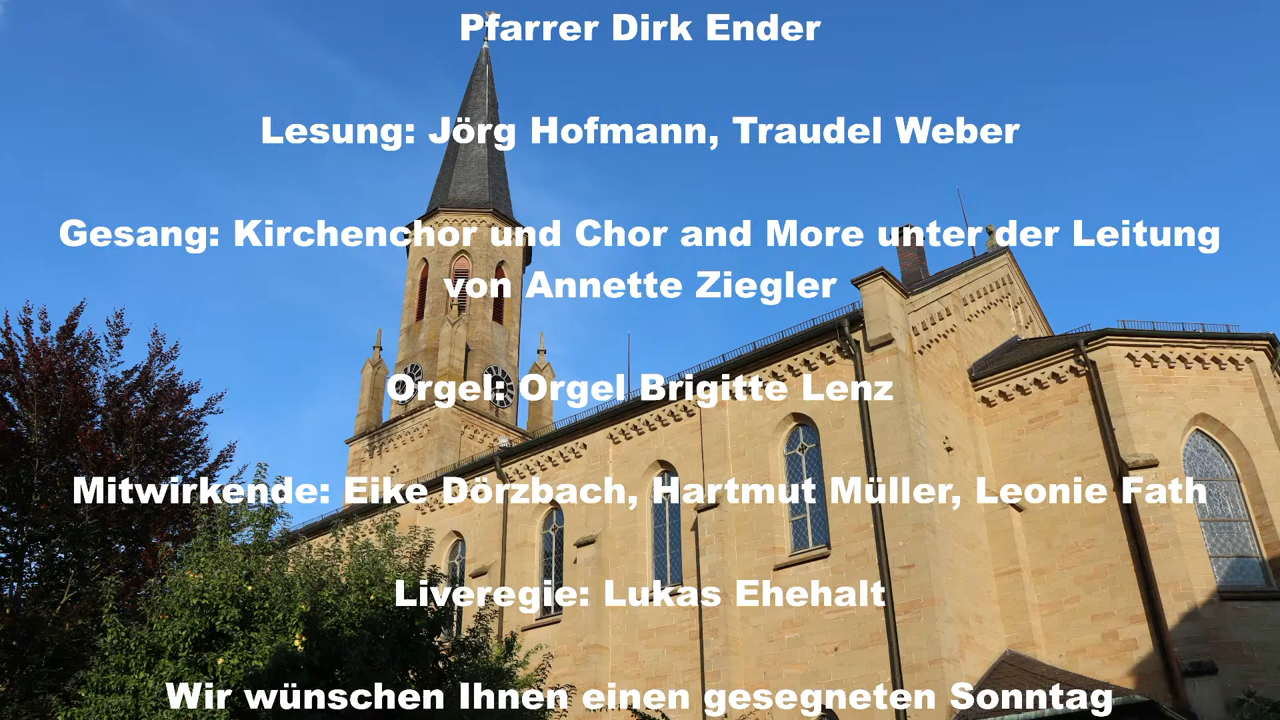 Pfarrer Dirk Ender
Lesung: Jörg Hofmann, Traudel Weber
Gesang: Kirchenchor und Chor and More unter der Leitung
von Annette Ziegler
Orgel: Orgel Brigitte Lenz
Mitwirkende: Eike Dörzbach, Hartmut Müller, Leonie Fath
Liveregie: Lukas Ehehalt
Wir wünschen Ihnen einen gesegneten Sonntag